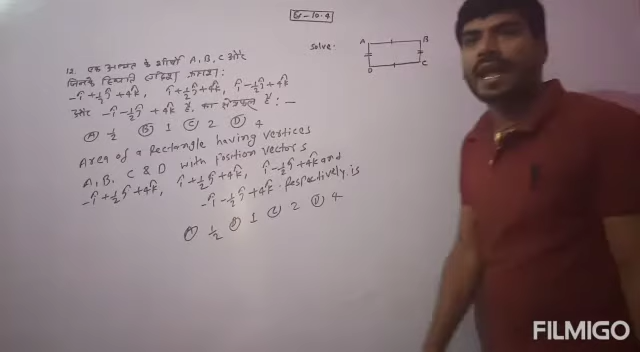 Ex-10.4
12. एक आयत के शीर्षों A, B, C और
जिनके स्थिति सदिश क्रमशः:
-î+½ĵ+4k̂, î+½ĵ+4k̂, î-½ĵ+4k̂
और -î-½ĵ+4k̂ हैं, का क्षेत्रफल है: —
(A) ½ (B) 1 (C) 2 (D) 4
Area of a Rectangle having vertices
A, B, C & D with Position Vectors
-î+½ĵ+4k̂, î+½ĵ+4k̂, î-½ĵ+4k̂ and
-î-½ĵ+4k̂. Respectively is
(A) ½ (B) 1 (C) 2 (D) 4
Solve:
A B
D C
FILMIGO